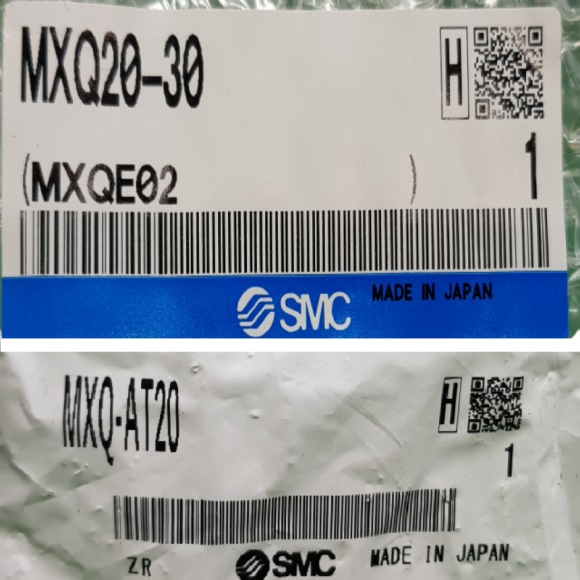 MXQ20-30
H
(MXQE02 )
1
SMC MADE IN JAPAN
MXQ-AT20
H
1
ZR SMC MADE IN JAPAN